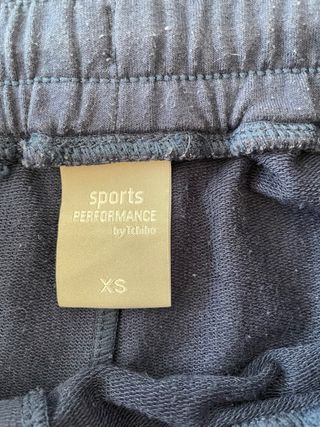 sports
PERFORMANCE
by Tchibo
XS